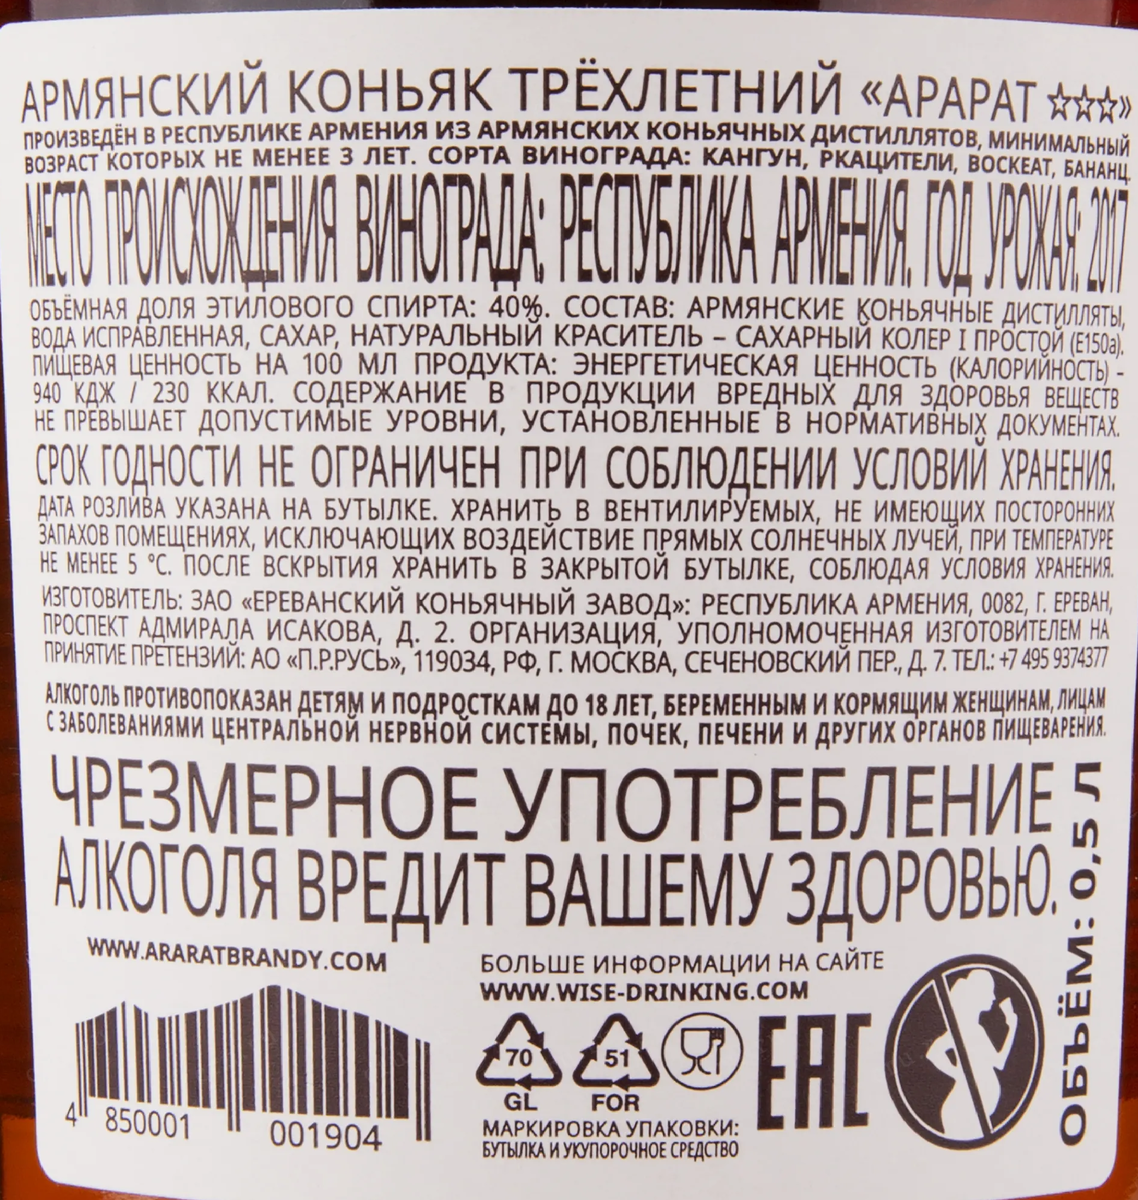 АРМЯНСКИЙ КОНЬЯК ТРЁХЛЕТНИЙ «АРАРАТ ☆☆☆»
ПРОИЗВЕДЁН В РЕСПУБЛИКЕ АРМЕНИЯ ИЗ АРМЯНСКИХ КОНЬЯЧНЫХ ДИСТИЛЛЯТОВ, МИНИМАЛЬНЫЙ
ВОЗРАСТ КОТОРЫХ НЕ МЕНЕЕ 3 ЛЕТ. СОРТА ВИНОГРАДА: КАНГУН, РКАЦИТЕЛИ, ВОСКЕАТ, БАНАНЦ.
МЕСТО ПРОИСХОЖДЕНИЯ ВИНОГРАДА: РЕСПУБЛИКА АРМЕНИЯ. ГОД УРОЖАЯ: 2017
ОБЪЁМНАЯ ДОЛЯ ЭТИЛОВОГО СПИРТА: 40%. СОСТАВ: АРМЯНСКИЕ КОНЬЯЧНЫЕ ДИСТИЛЛЯТЫ,
ВОДА ИСПРАВЛЕННАЯ, САХАР, НАТУРАЛЬНЫЙ КРАСИТЕЛЬ – САХАРНЫЙ КОЛЕР I ПРОСТОЙ (Е150а).
ПИЩЕВАЯ ЦЕННОСТЬ НА 100 МЛ ПРОДУКТА: ЭНЕРГЕТИЧЕСКАЯ ЦЕННОСТЬ (КАЛОРИЙНОСТЬ) -
940 КДЖ / 230 ККАЛ. СОДЕРЖАНИЕ В ПРОДУКЦИИ ВРЕДНЫХ ДЛЯ ЗДОРОВЬЯ ВЕЩЕСТВ
НЕ ПРЕВЫШАЕТ ДОПУСТИМЫЕ УРОВНИ, УСТАНОВЛЕННЫЕ В НОРМАТИВНЫХ ДОКУМЕНТАХ.
СРОК ГОДНОСТИ НЕ ОГРАНИЧЕН ПРИ СОБЛЮДЕНИИ УСЛОВИЙ ХРАНЕНИЯ.
ДАТА РОЗЛИВА УКАЗАНА НА БУТЫЛКЕ. ХРАНИТЬ В ВЕНТИЛИРУЕМЫХ, НЕ ИМЕЮЩИХ ПОСТОРОННИХ
ЗАПАХОВ ПОМЕЩЕНИЯХ, ИСКЛЮЧАЮЩИХ ВОЗДЕЙСТВИЕ ПРЯМЫХ СОЛНЕЧНЫХ ЛУЧЕЙ, ПРИ ТЕМПЕРАТУРЕ
НЕ МЕНЕЕ 5 °С. ПОСЛЕ ВСКРЫТИЯ ХРАНИТЬ В ЗАКРЫТОЙ БУТЫЛКЕ, СОБЛЮДАЯ УСЛОВИЯ ХРАНЕНИЯ.
ИЗГОТОВИТЕЛЬ: ЗАО «ЕРЕВАНСКИЙ КОНЬЯЧНЫЙ ЗАВОД»: РЕСПУБЛИКА АРМЕНИЯ, 0082, Г. ЕРЕВАН,
ПРОСПЕКТ АДМИРАЛА ИСАКОВА, Д. 2. ОРГАНИЗАЦИЯ, УПОЛНОМОЧЕННАЯ ИЗГОТОВИТЕЛЕМ НА
ПРИНЯТИЕ ПРЕТЕНЗИЙ: АО «П.Р.РУСЬ», 119034, РФ, Г. МОСКВА, СЕЧЕНОВСКИЙ ПЕР., Д. 7. ТЕЛ.: +7 495 9374377
АЛКОГОЛЬ ПРОТИВОПОКАЗАН ДЕТЯМ И ПОДРОСТКАМ ДО 18 ЛЕТ, БЕРЕМЕННЫМ И КОРМЯЩИМ ЖЕНЩИНАМ, ЛИЦАМ
С ЗАБОЛЕВАНИЯМИ ЦЕНТРАЛЬНОЙ НЕРВНОЙ СИСТЕМЫ, ПОЧЕК, ПЕЧЕНИ И ДРУГИХ ОРГАНОВ ПИЩЕВАРЕНИЯ.
ЧРЕЗМЕРНОЕ УПОТРЕБЛЕНИЕ
АЛКОГОЛЯ ВРЕДИТ ВАШЕМУ ЗДОРОВЬЮ.
ОБЪЁМ: 0,5 Л
WWW.ARARATBRANDY.COM
4 850001 001904
БОЛЬШЕ ИНФОРМАЦИИ НА САЙТЕ
WWW.WISE-DRINKING.COM
70 51
GL FOR
EAC
МАРКИРОВКА УПАКОВКИ:
БУТЫЛКА И УКУПОРОЧНОЕ СРЕДСТВО